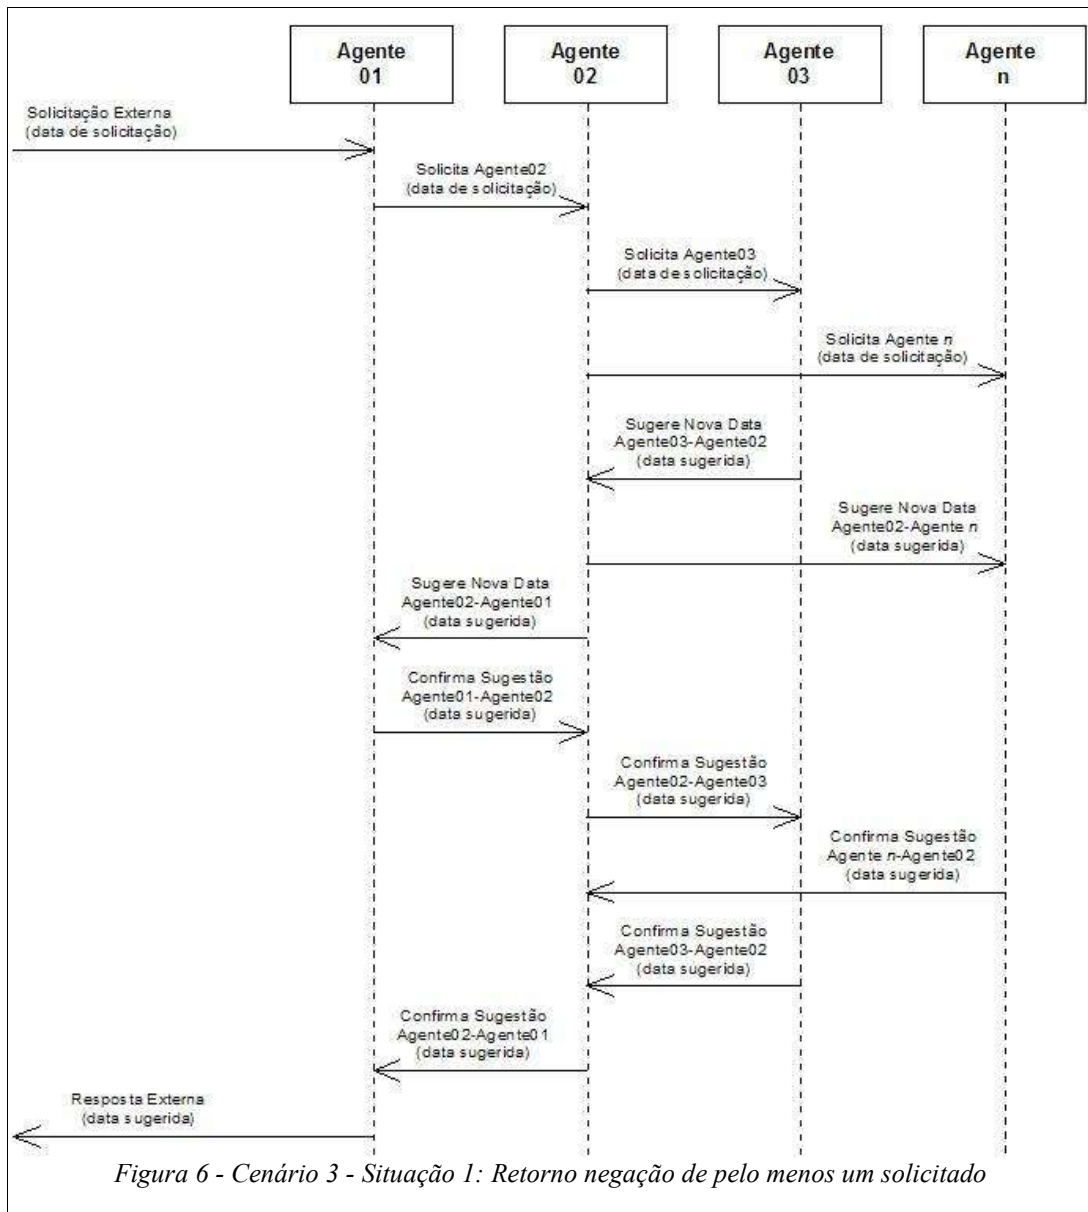 Agente
01
Agente
02
Agente
03
Agente
n
Solicitação Externa
(data de solicitação)
Solicita Agente02
(data de solicitação)
Solicita Agente03
(data de solicitação)
Solicita Agente n
(data de solicitação)
Sugere Nova Data
Agente03-Agente02
(data sugerida)
Sugere Nova Data
Agente02-Agente n
(data sugerida)
Sugere Nova Data
Agente02-Agente01
(data sugerida)
Confirma Sugestão
Agente01-Agente02
(data sugerida)
Confirma Sugestão
Agente02-Agente03
(data sugerida)
Confirma Sugestão
Agente n-Agente02
(data sugerida)
Confirma Sugestão
Agente03-Agente02
(data sugerida)
Confirma Sugestão
Agente02-Agente01
(data sugerida)
Resposta Externa
(data sugerida)
Figura 6 - Cenário 3 - Situação 1: Retorno negação de pelo menos um solicitado